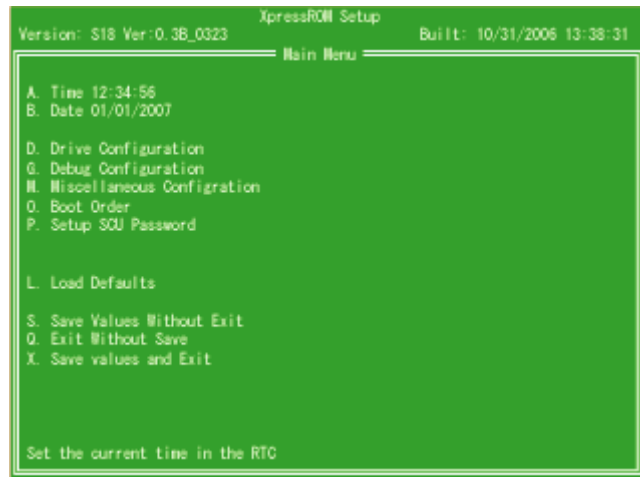 XpressROM Setup
Version: S18 Ver:0.3B_0323 Built: 10/31/2006 13:38:31
Main Menu
A. Time 12:34:56
B. Date 01/01/2007
D. Drive Configuration
G. Debug Configuration
M. Miscellaneous Configration
O. Boot Order
P. Setup SCU Password
L. Load Defaults
S. Save Values Without Exit
Q. Exit Without Save
X. Save values and Exit
Set the current time in the RTC